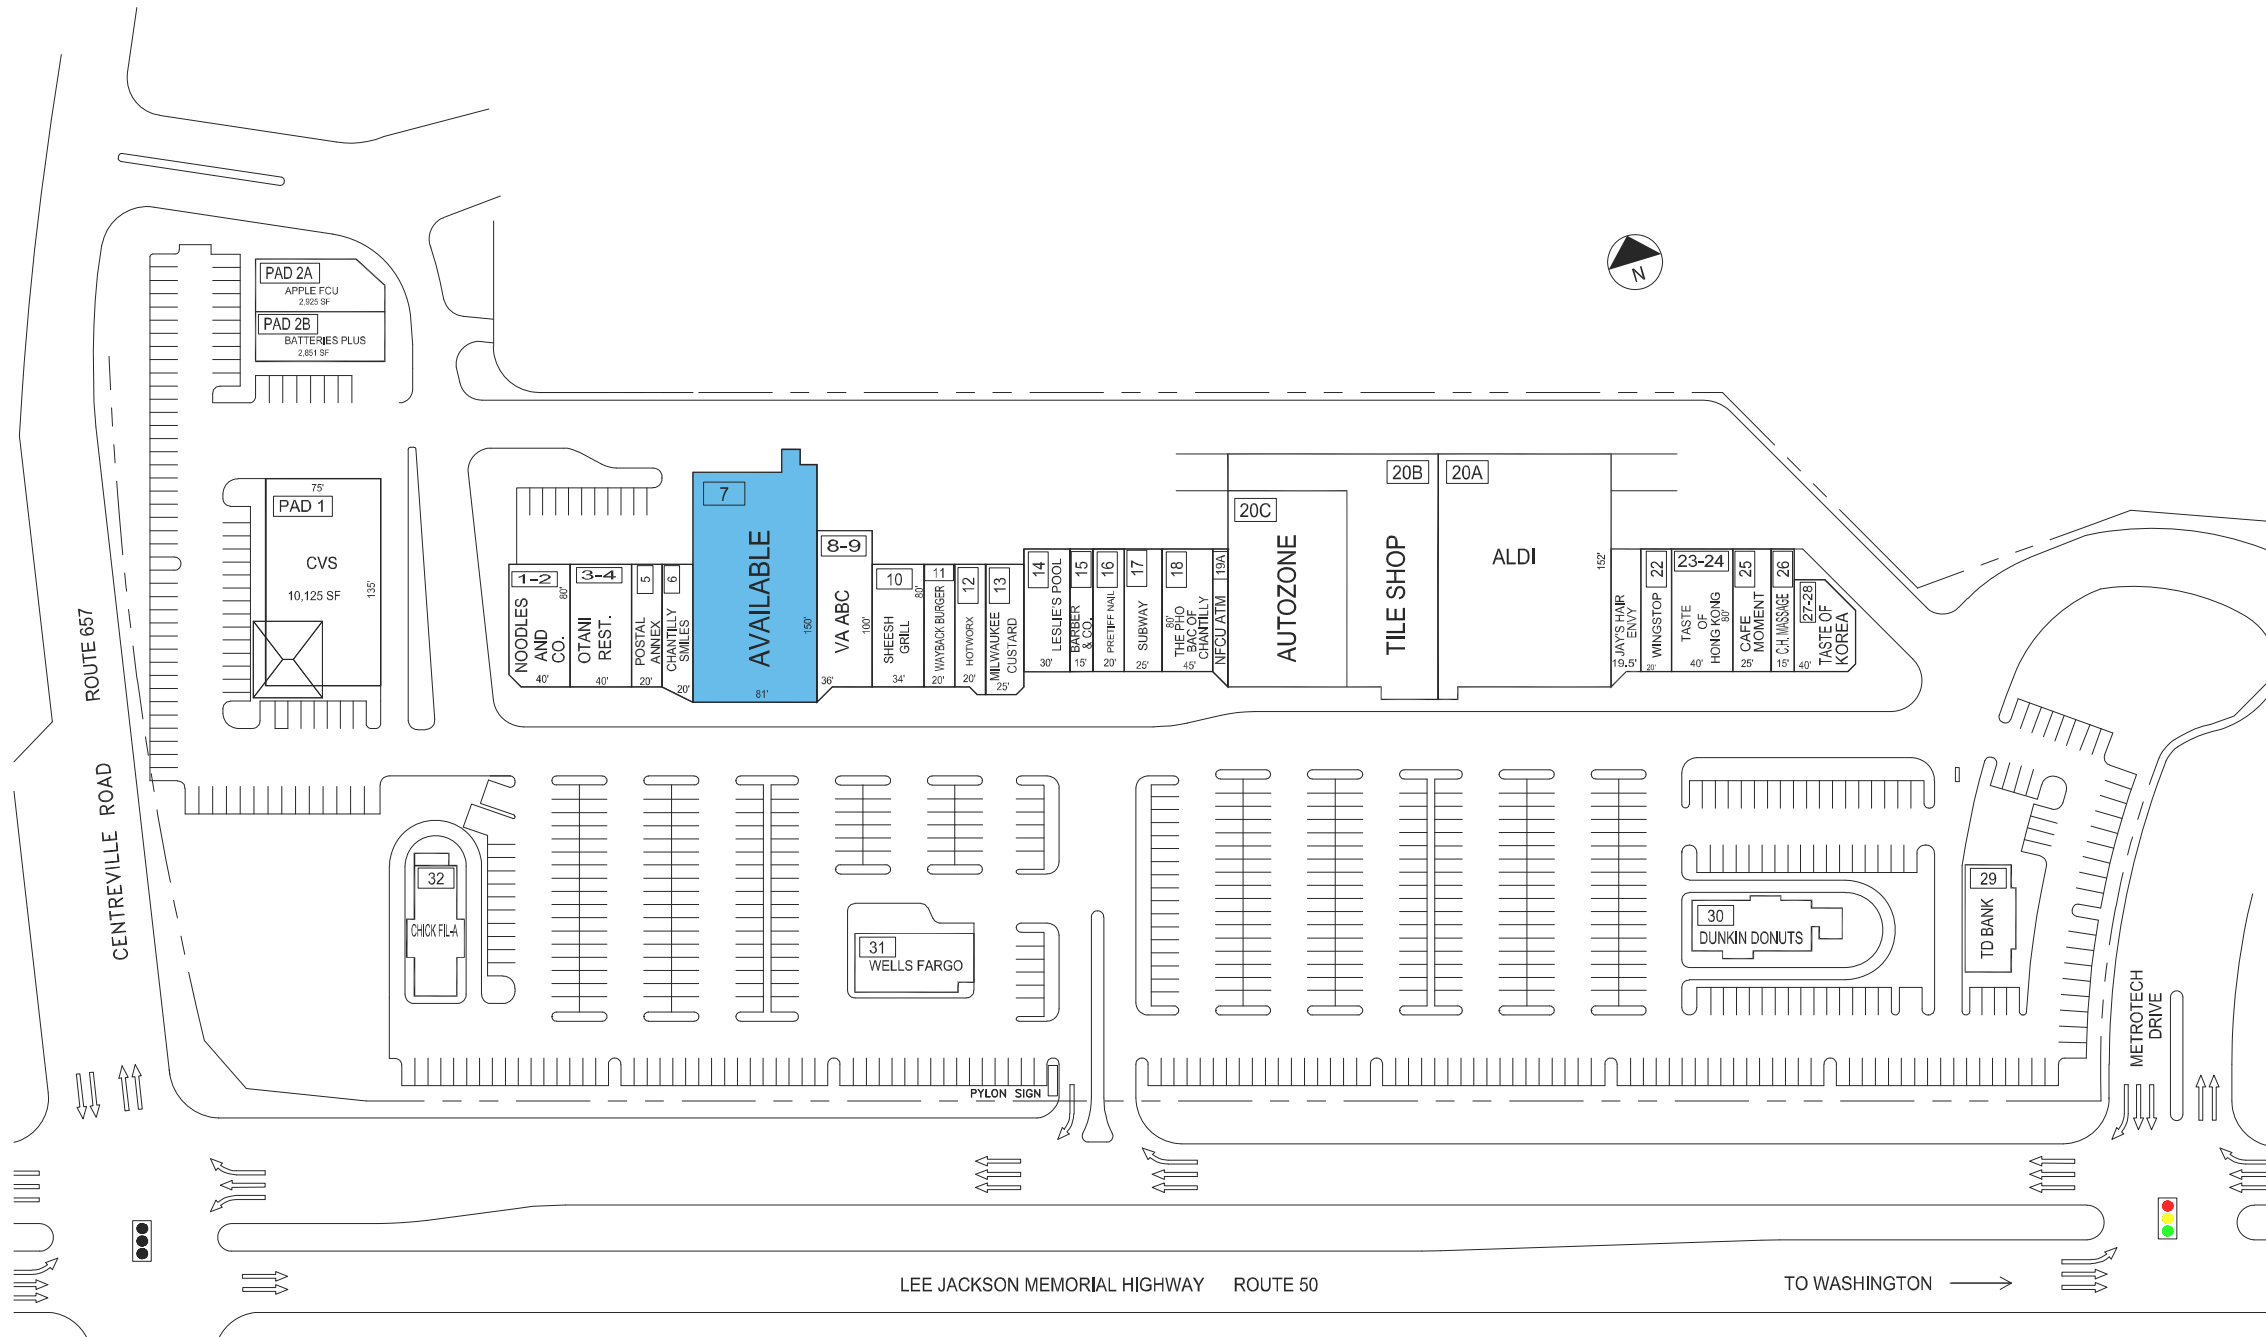 ROUTE 657
CENTREVILLE ROAD
PAD 2A
APPLE FCU
2,925 SF
PAD 2B
BATTERIES PLUS
2,851 SF
N
75'
PAD 1
CVS
10,125 SF
135'
1-2
NOODLES
AND
CO.
80'
40'
3-4
OTANI
REST.
40'
5
POSTAL
ANNEX
20'
6
CHANTILLY
SMILES
20'
7
AVAILABLE
150'
81'
8-9
VA ABC
100'
36'
10
SHEESH
GRILL
80'
34'
11
WAYBACK BURGER
20'
12
HOTWORX
20'
13
MILWAUKEE
CUSTARD
25'
14
LESLIE'S POOL
30'
15
BARBER
& CO.
15'
16
PRETIFF NAIL
20'
17
SUBWAY
25'
18
80'
THE PHO
BAC OF
CHANTILLY
45'
19A
NFCU ATM
20C
AUTOZONE
20B
TILE SHOP
20A
ALDI
152'
JAY'S HAIR
ENVY
19.5'
22
WINGSTOP
20'
23-24
TASTE
OF
HONG KONG
80'
40'
25
CAFE
MOMENT
25'
26
C.H. MASSAGE
15'
27-28
TASTE OF
KOREA
40'
32
CHICK FIL-A
31
WELLS FARGO
30
DUNKIN DONUTS
29
TD BANK
METROTECH
DRIVE
PYLON SIGN
LEE JACKSON MEMORIAL HIGHWAY ROUTE 50
TO WASHINGTON